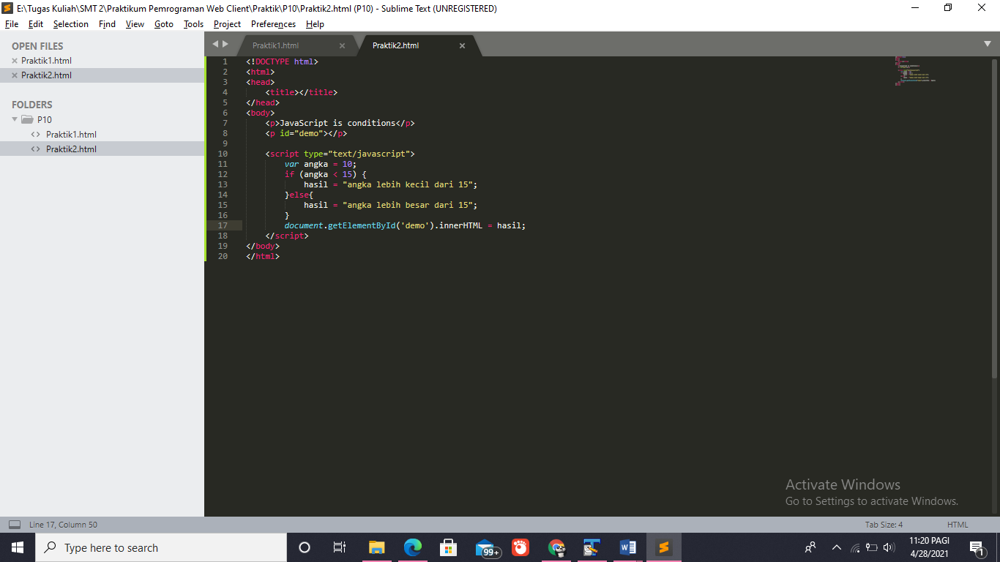 E:\Tugas Kuliah\SMT 2\Praktikum Pemrograman Web Client\Praktik\P10\Praktik2.html (P10) - Sublime Text (UNREGISTERED)
File Edit Selection Find View Goto Tools Project Preferences Help
OPEN FILES
Praktik1.html
Praktik2.html
FOLDERS
P10
Praktik1.html
Praktik2.html
Praktik1.html Praktik2.html
1 <!DOCTYPE html>
2 <html>
3 <head>
4     <title></title>
5 </head>
6 <body>
7     <p>JavaScript is conditions</p>
8     <p id="demo"></p>
9
10     <script type="text/javascript">
11         var angka = 10;
12         if (angka < 15) {
13             hasil = "angka lebih kecil dari 15";
14         }else{
15             hasil = "angka lebih besar dari 15";
16         }
17         document.getElementById('demo').innerHTML = hasil;
18     </script>
19 </body>
20 </html>
Activate Windows
Go to Settings to activate Windows.
Line 17, Column 50 Tab Size: 4 HTML
Type here to search
99+
11:20 PAGI
4/28/2021
1